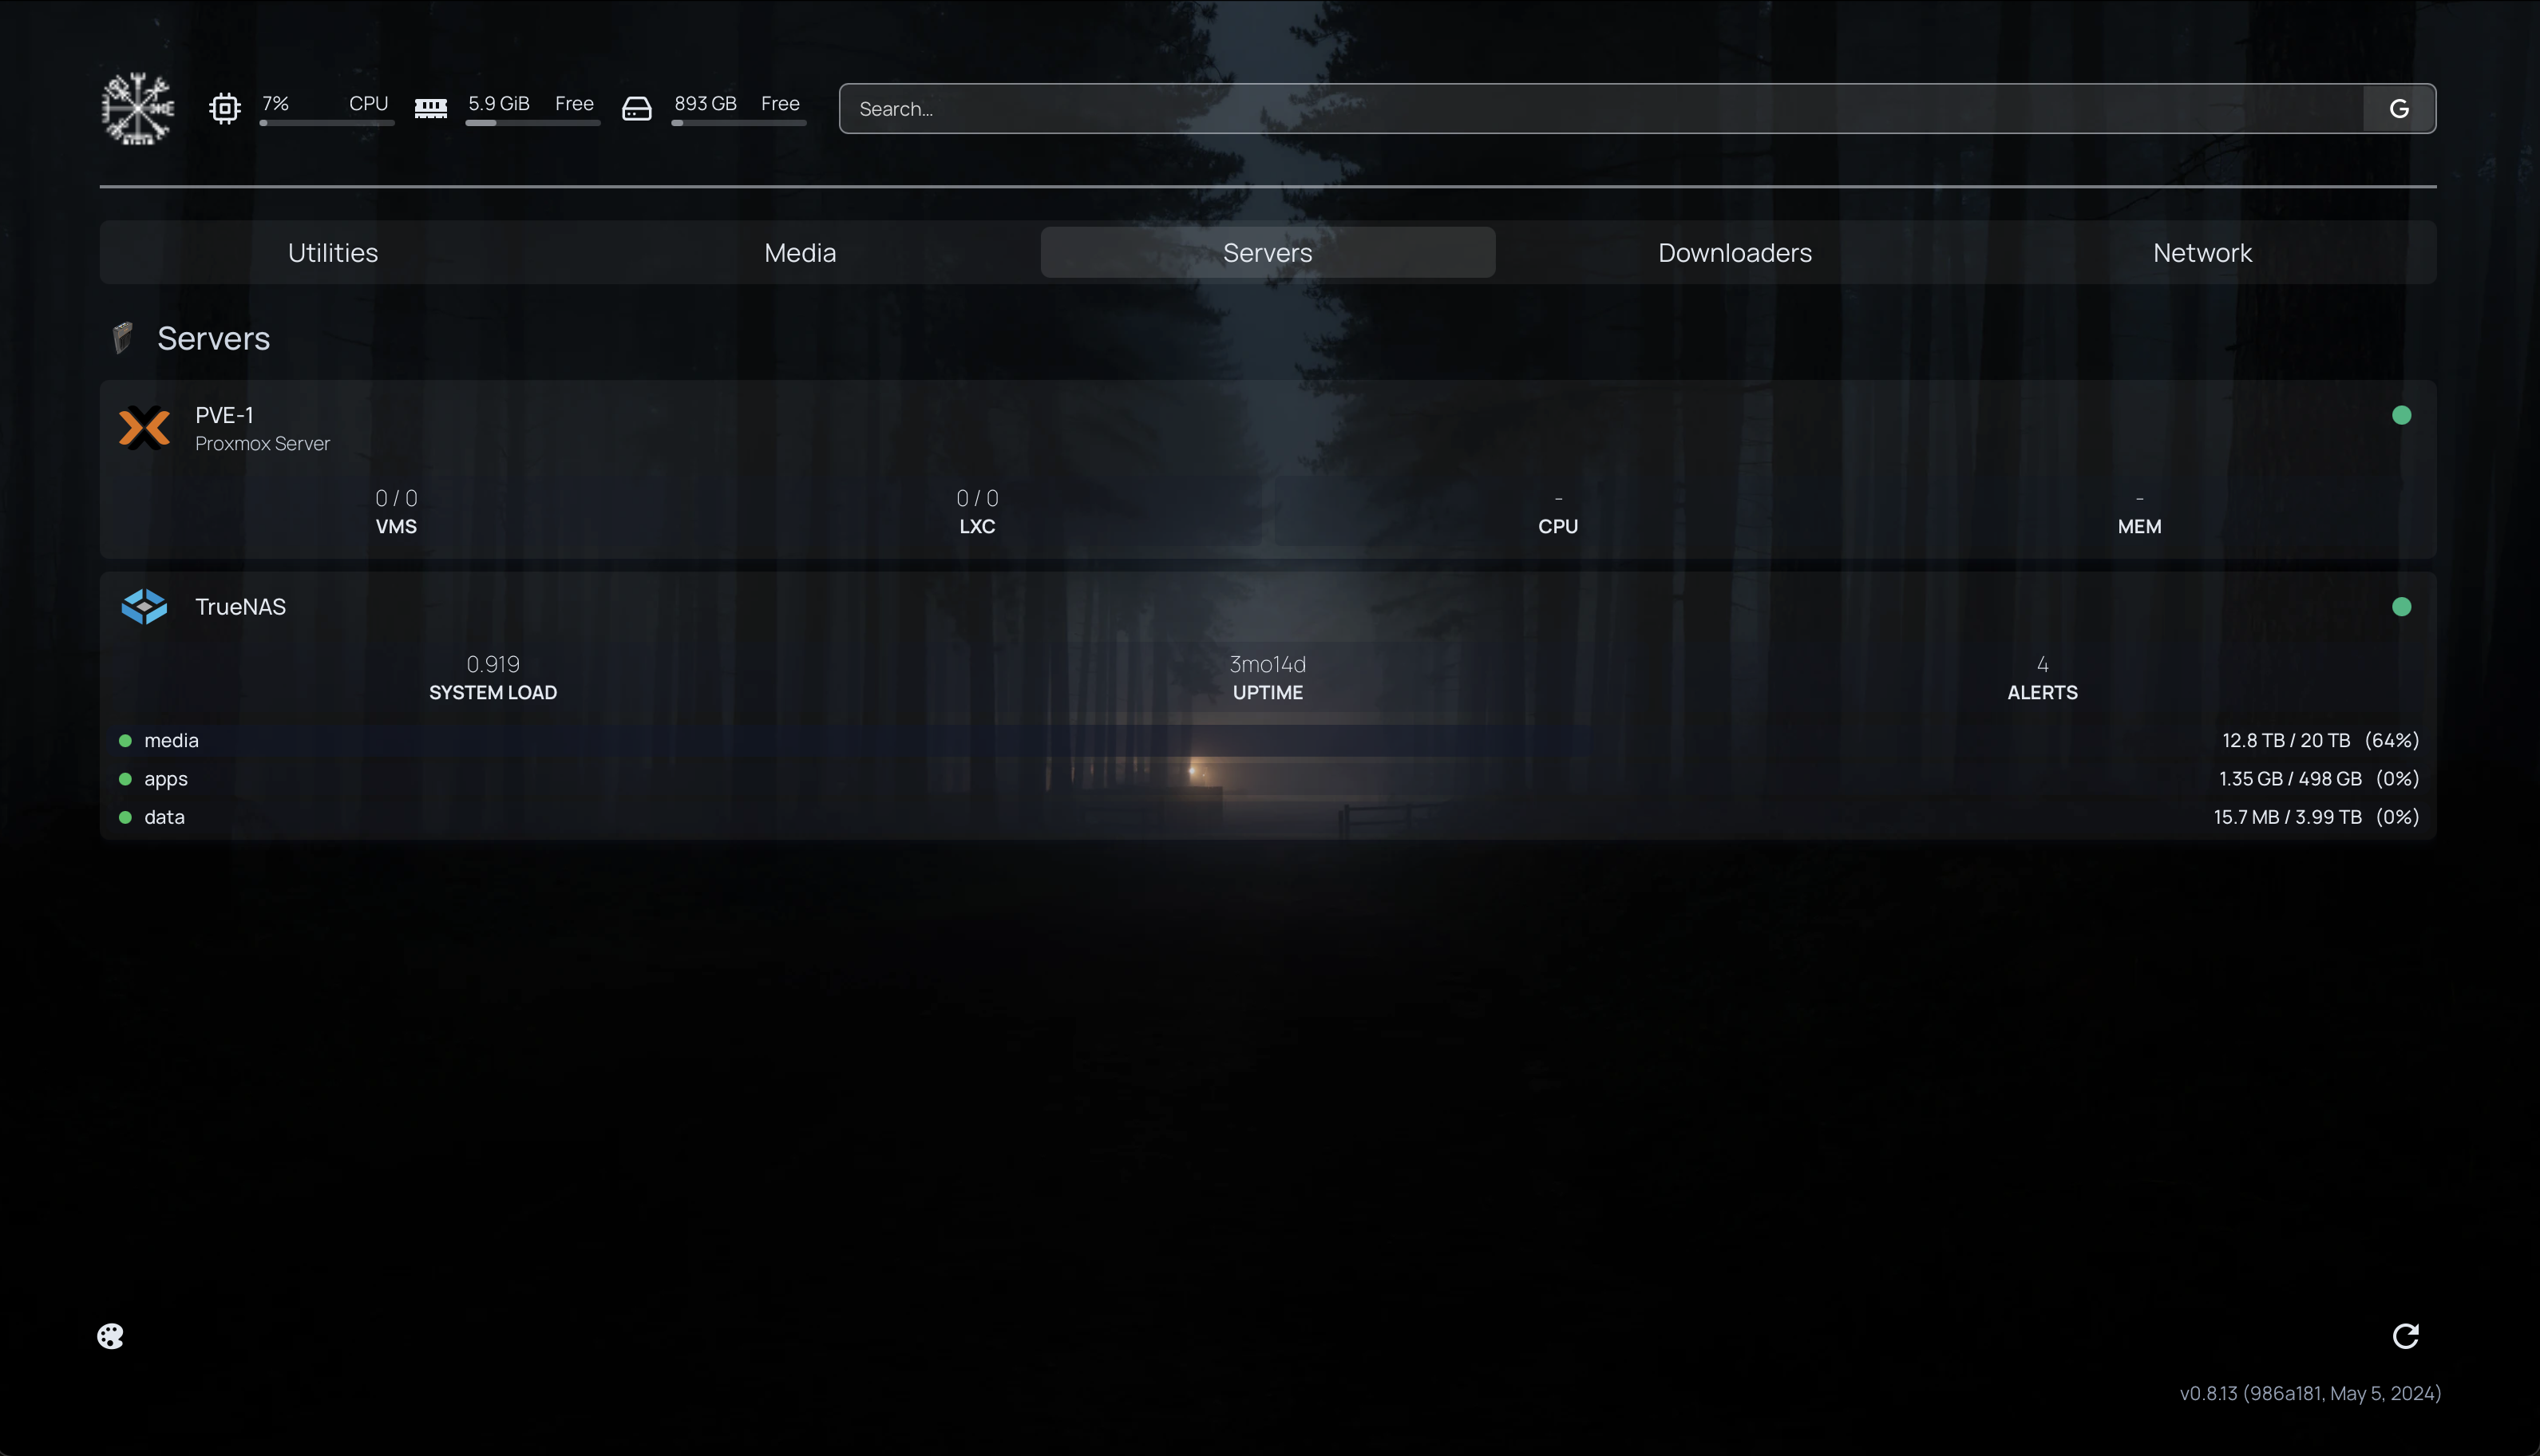 7% CPU 5.9 GiB Free 893 GB Free Search... G
Utilities Media Servers Downloaders Network
Servers
PVE-1
Proxmox Server
0 / 0 0 / 0 - -
VMS LXC CPU MEM
TrueNAS
0.919 3mo14d 4
SYSTEM LOAD UPTIME ALERTS
media 12.8 TB / 20 TB (64%)
apps 1.35 GB / 498 GB (0%)
data 15.7 MB / 3.99 TB (0%)
v0.8.13 (986a181, May 5, 2024)